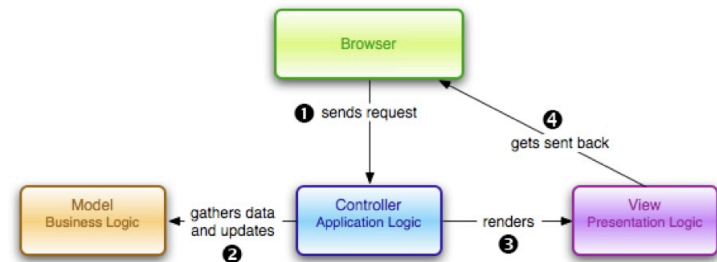 Browser
❶ sends request
❹
gets sent back
Model
Business Logic
gathers data
and updates
❷
Controller
Application Logic
renders
❸
View
Presentation Logic